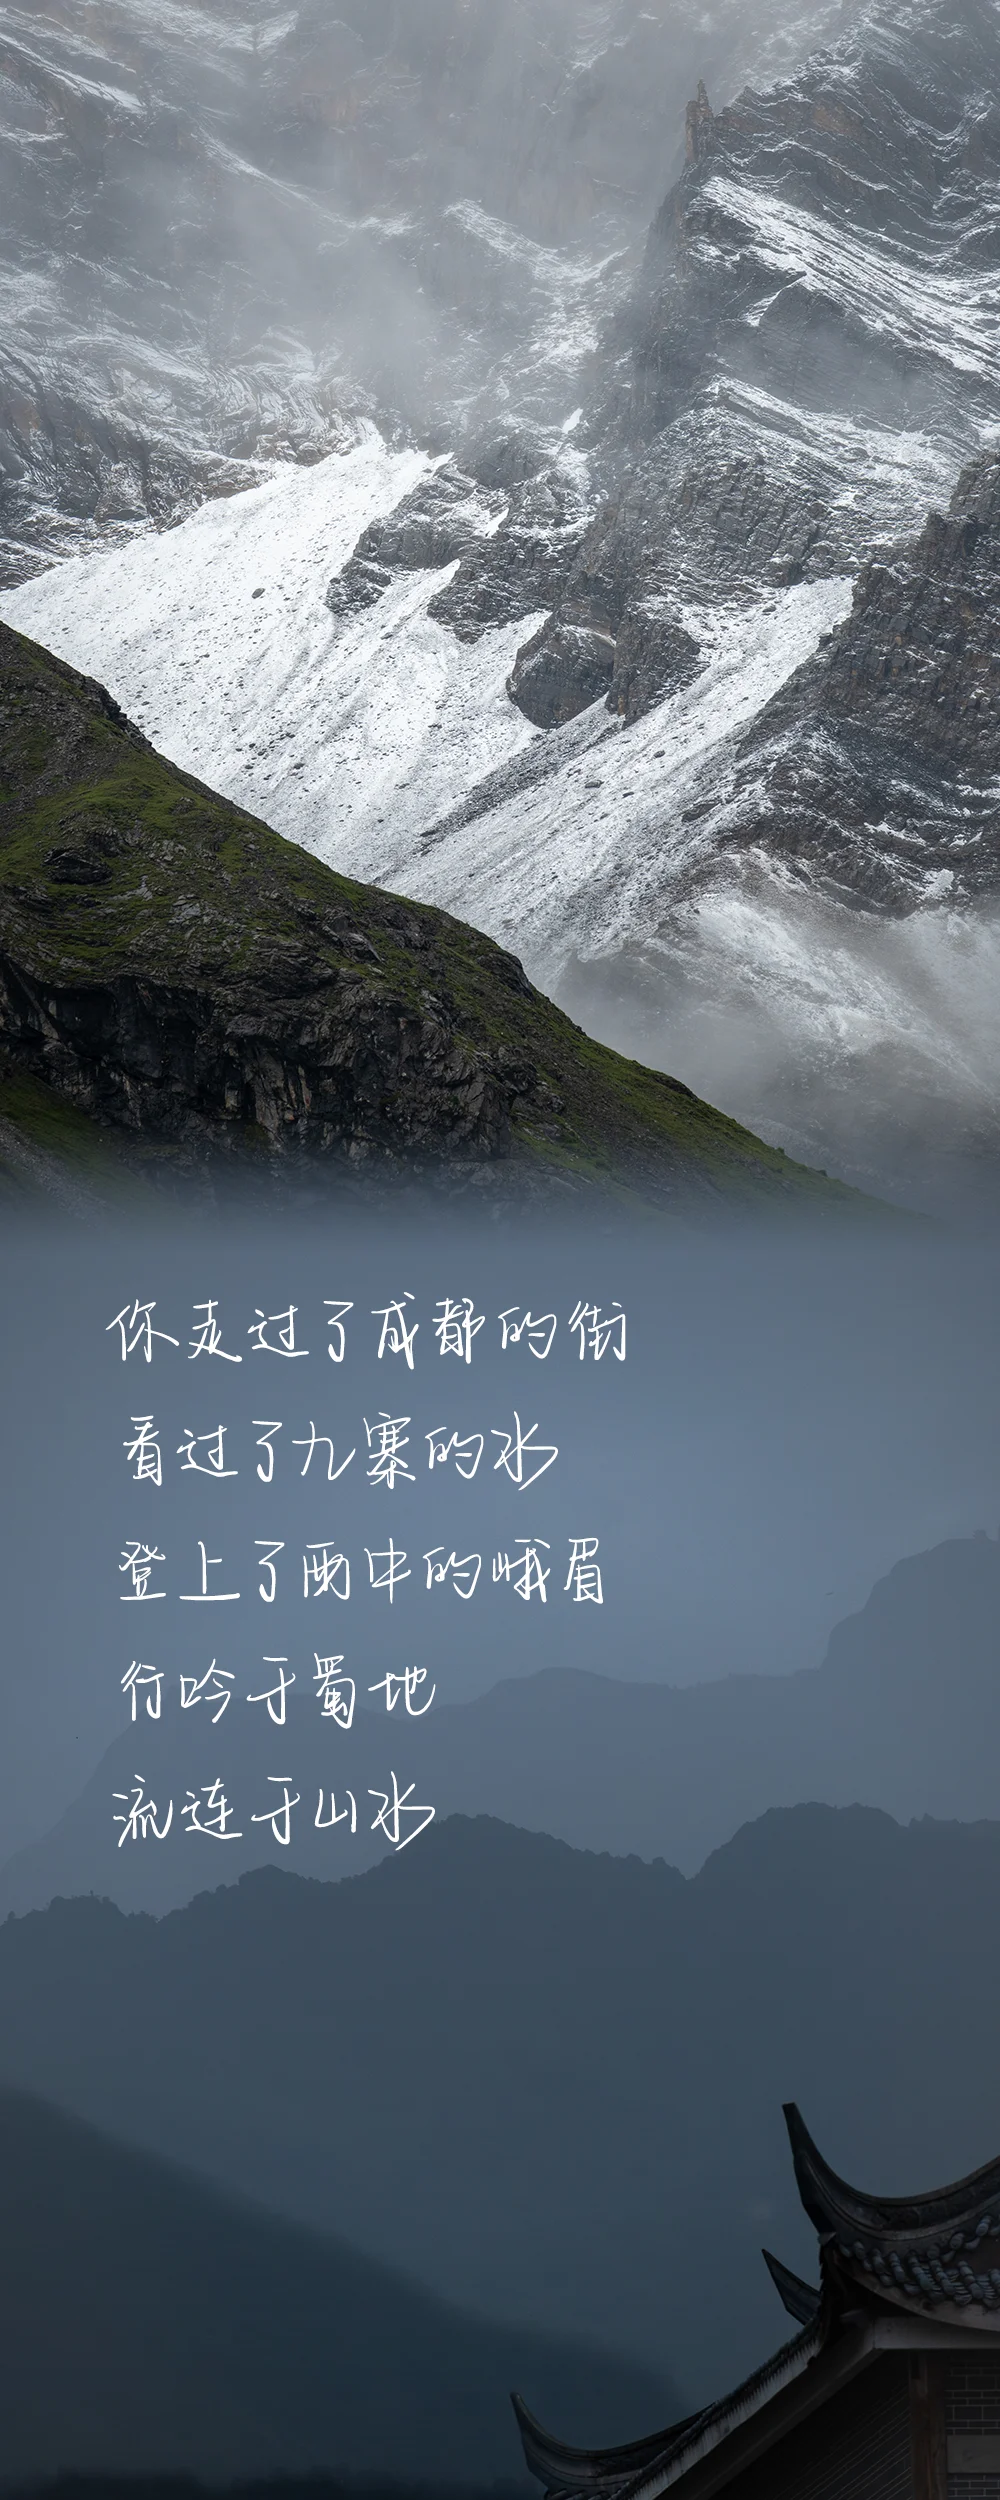 你走过了成都的街
看过了九寨的水
登上了雨中的峨眉
行吟于蜀地
流连于山水